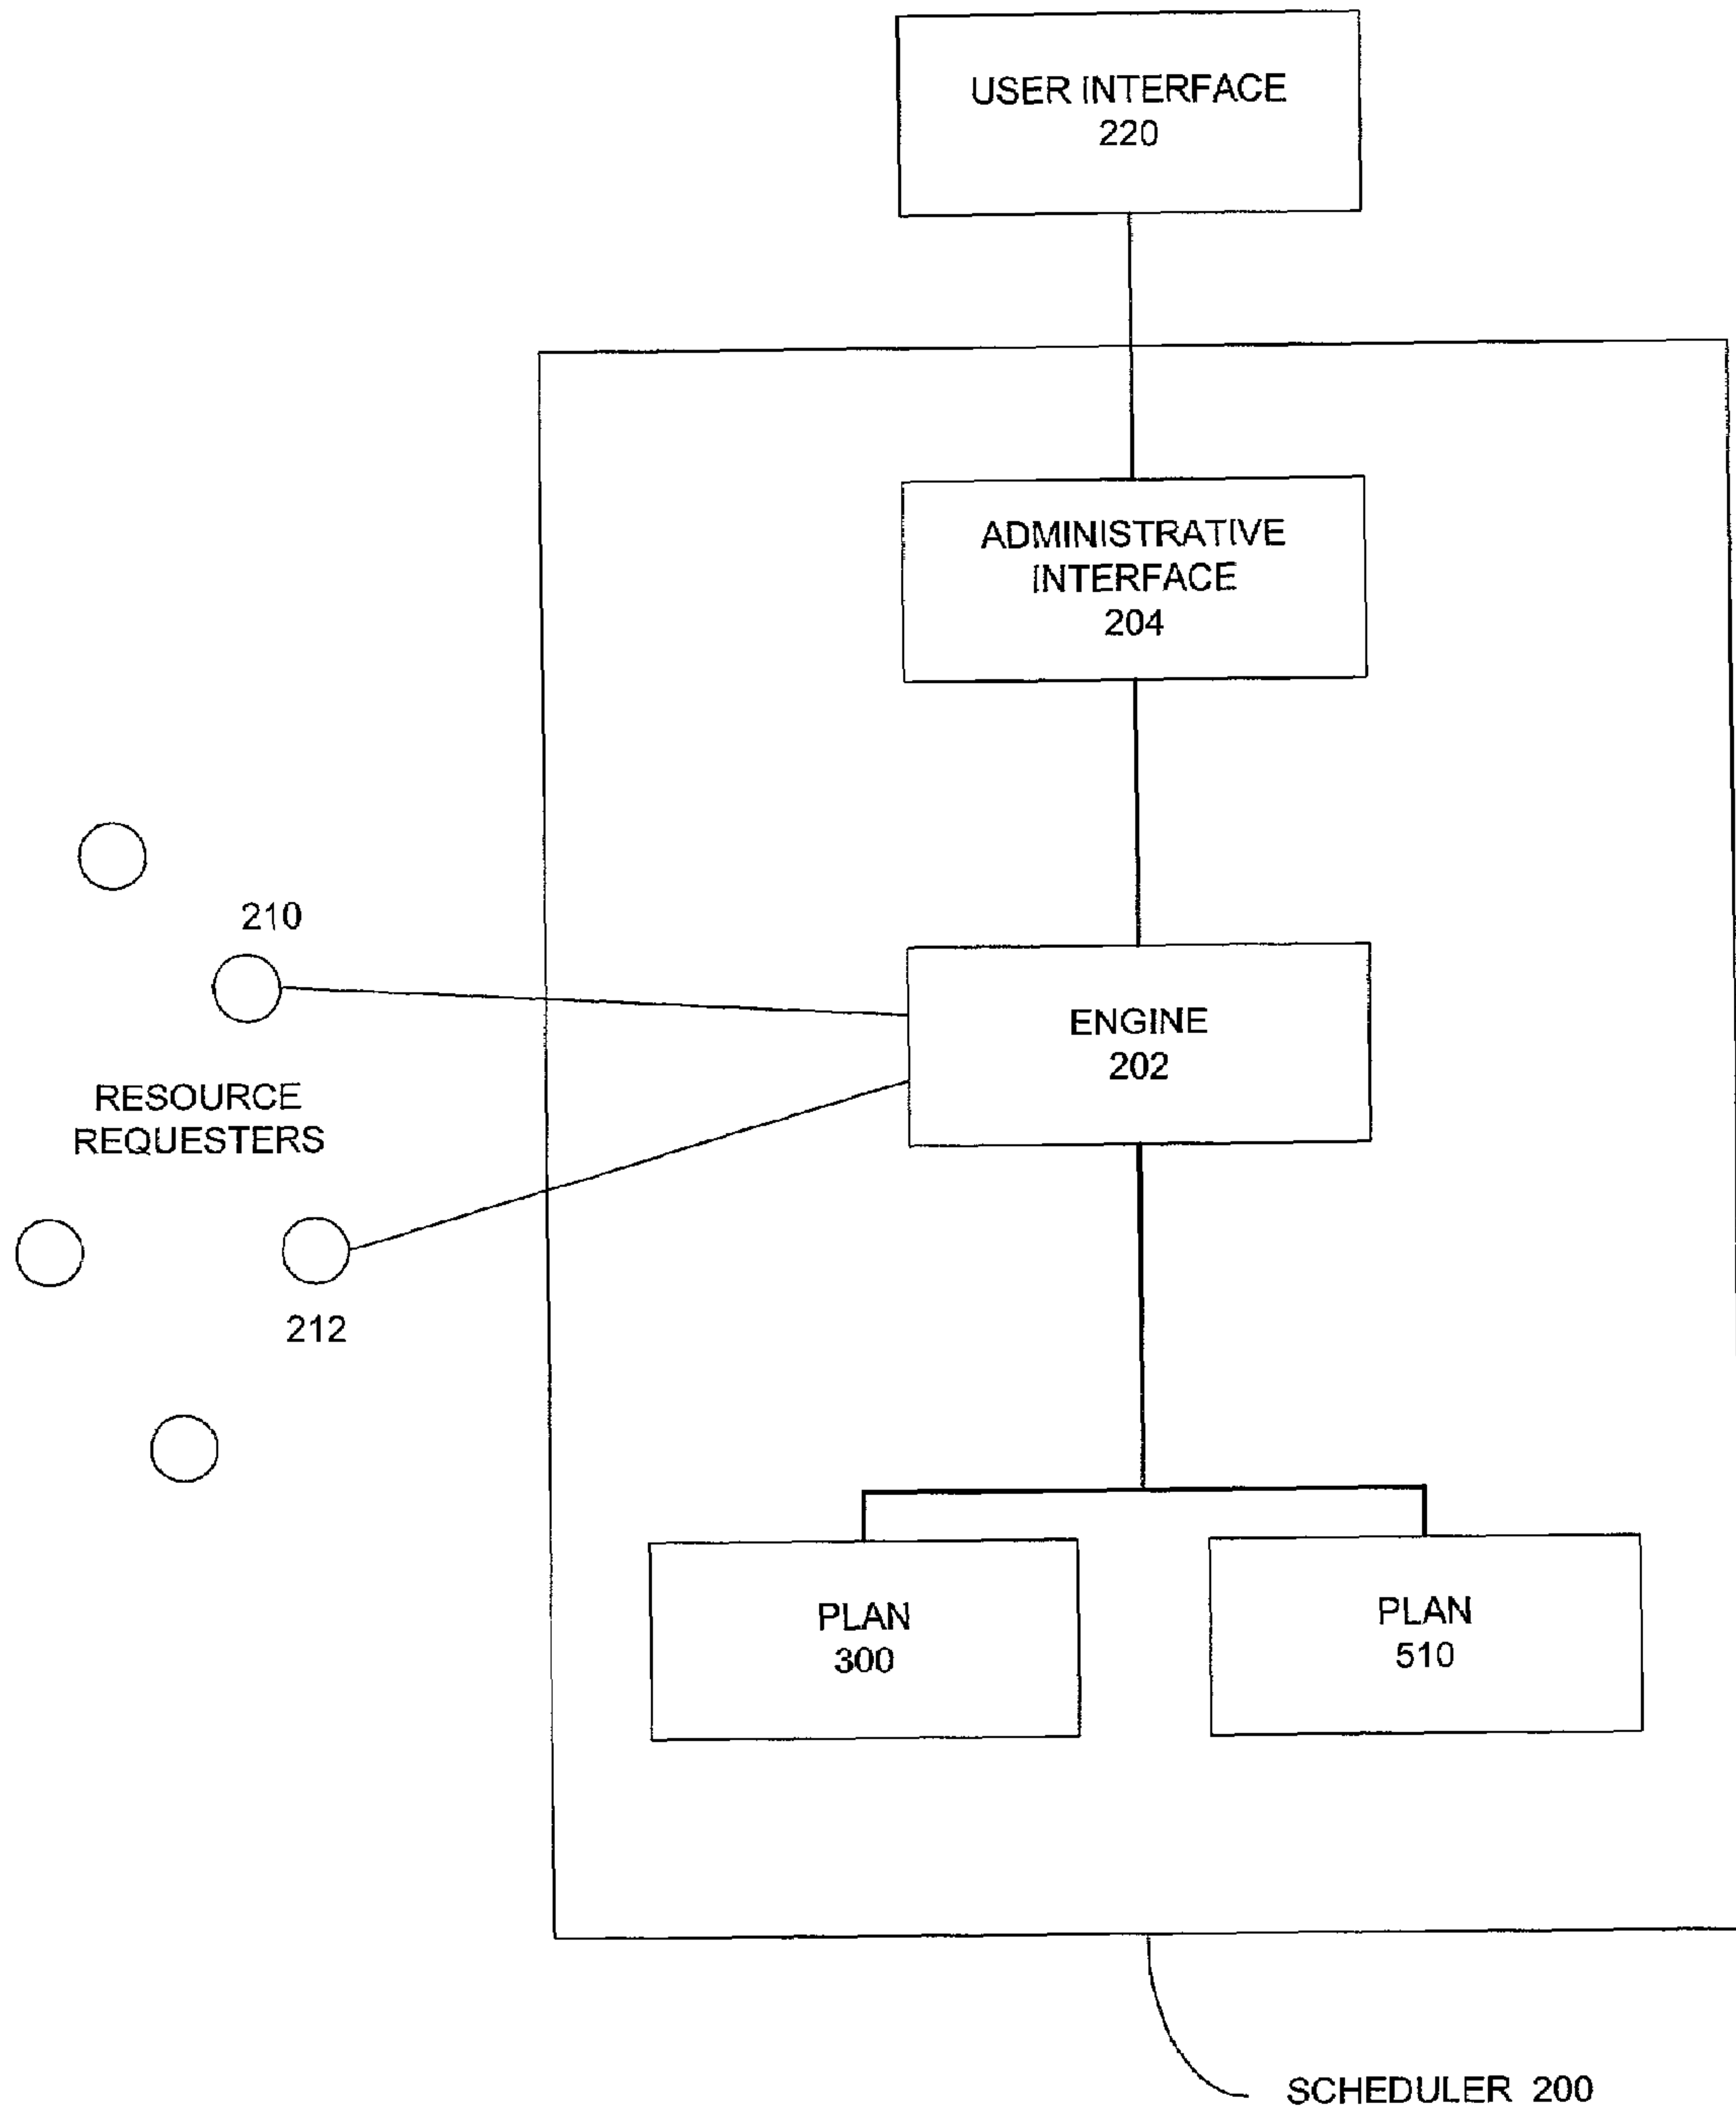 USER INTERFACE
220
ADMINISTRATIVE
INTERFACE
204
210
ENGINE
202
RESOURCE
REQUESTERS
212
PLAN
300
PLAN
510
SCHEDULER 200